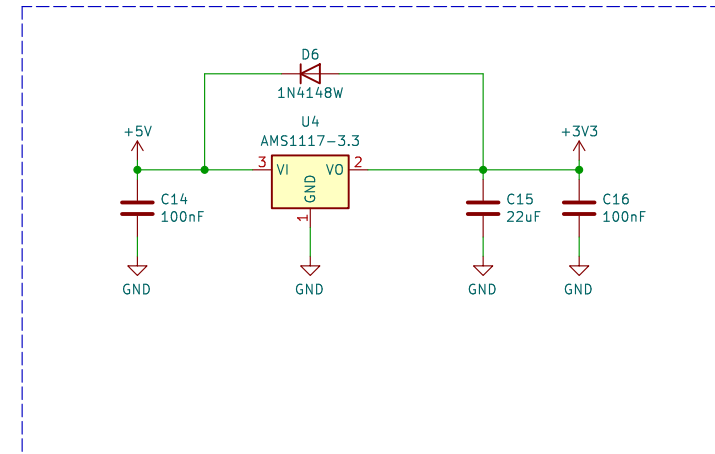 D6
1N4148W
U4
AMS1117-3.3
+5V
+3V3
3
VI
VO
2
GND
1
C14
100nF
C15
22uF
C16
100nF
GND
GND
GND
GND